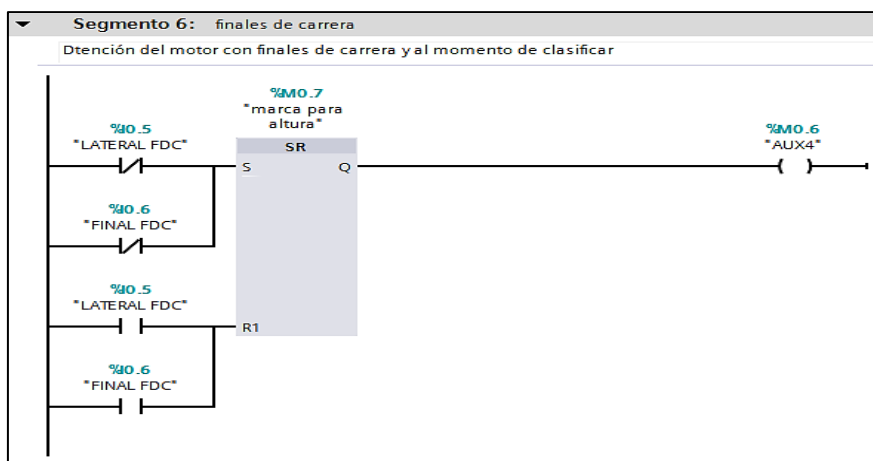 Segmento 6: finales de carrera
Dtención del motor con finales de carrera y al momento de clasificar
%M0.7
"marca para
altura"
%I0.5
"LATERAL FDC"
SR
%M0.6
"AUX4"
S
Q
%I0.6
"FINAL FDC"
%I0.5
"LATERAL FDC"
R1
%I0.6
"FINAL FDC"